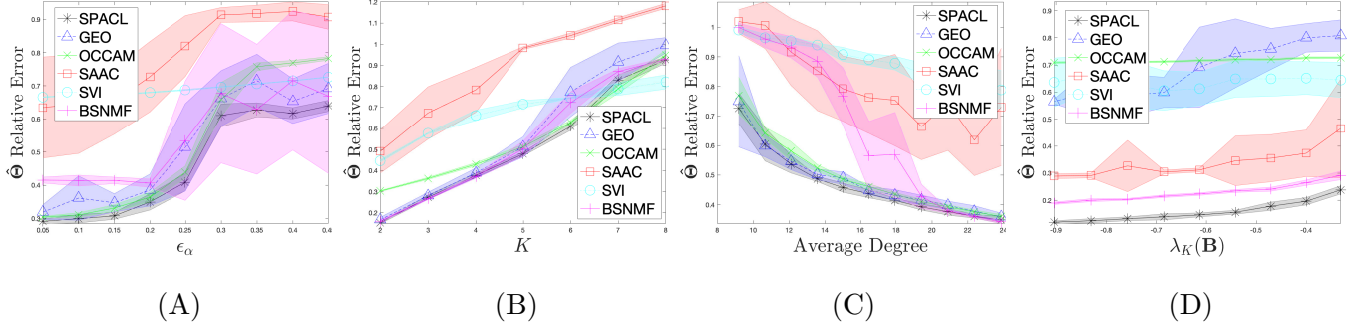 SPACL
GEO
OCCAM
SAAC
SVI
BSNMF
0.9
0.8
0.7
0.6
0.5
0.4
0.3
0.05 0.1 0.15 0.2 0.25 0.3 0.35 0.4 0.4
Θ̂ Relative Error
ϵα
(A)
SPACL
GEO
OCCAM
SAAC
SVI
BSNMF
1.2
1
0.9
0.8
0.7
0.6
0.5
0.4
0.3
0.2
2 3 4 5 6 7 8
Θ̂ Relative Error
K
(B)
SPACL
GEO
OCCAM
SAAC
SVI
BSNMF
1
0.9
0.8
0.7
0.6
0.5
0.4
8 10 12 14 16 18 20 22 24
Θ̂ Relative Error
Average Degree
(C)
SPACL
GEO
OCCAM
SAAC
SVI
BSNMF
0.9
0.8
0.7
0.6
0.5
0.4
0.3
0.2
-0.9 -0.8 -0.7 -0.6 -0.5 -0.4
Θ̂ Relative Error
λK(B)
(D)